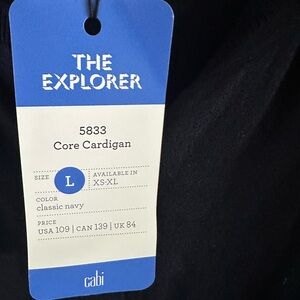 THE
EXPLORER
5833
Core Cardigan
SIZE L AVAILABLE IN
XS-XL
COLOR
classic navy
PRICE
USA 109 | CAN 139 | UK 84
cabi